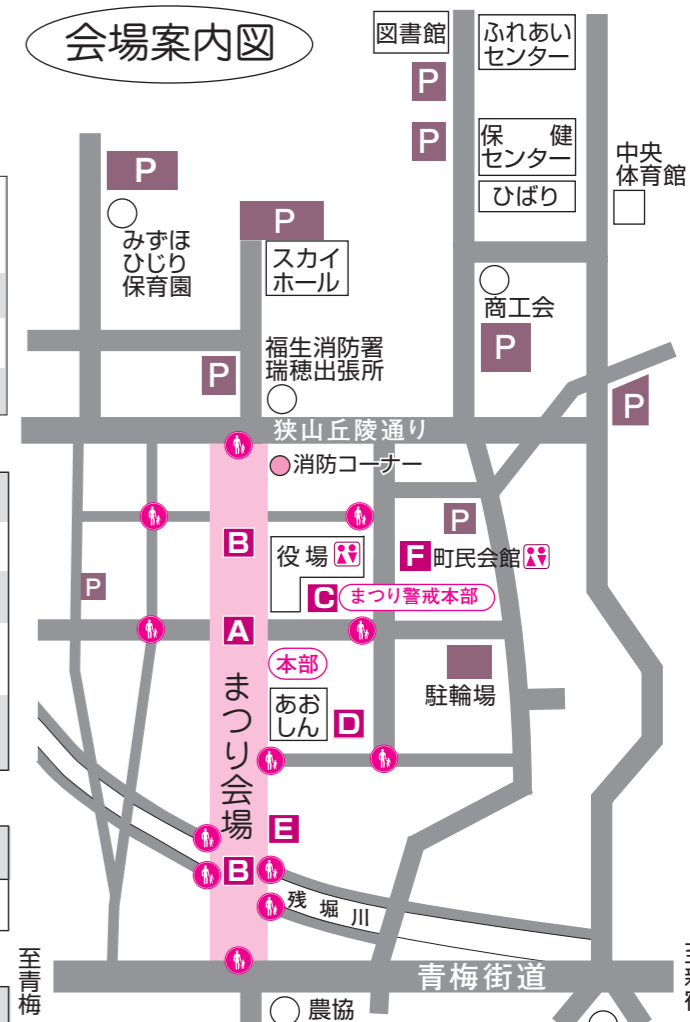 会場案内図
図書館
ふれあい
センター
P
P
保　健
センター
ひばり
中央
体育館
P
みずほ
ひじり
保育園
P
スカイ
ホール
商工会
P
福生消防署
瑞穂出張所
P
P
狭山丘陵通り
消防コーナー
B
役場
P
F 町民会館
P
C まつり警戒本部
A
本部
駐輪場
あお
しん
D
まつり会場
E
B
残堀川
至青梅
青梅街道
農協